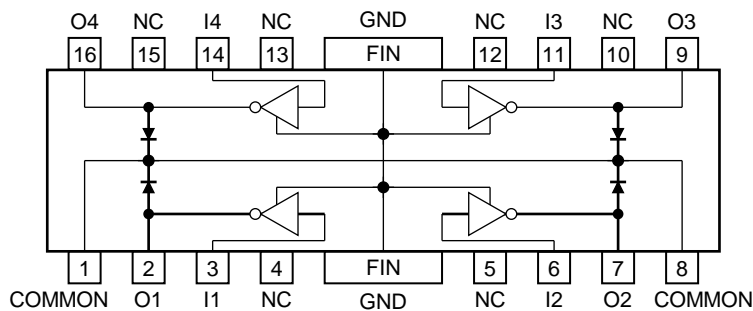 O4 NC I4 NC GND NC I3 NC O3
16 15 14 13 FIN 12 11 10 9
1 2 3 4 FIN 5 6 7 8
COMMON O1 I1 NC GND NC I2 O2 COMMON